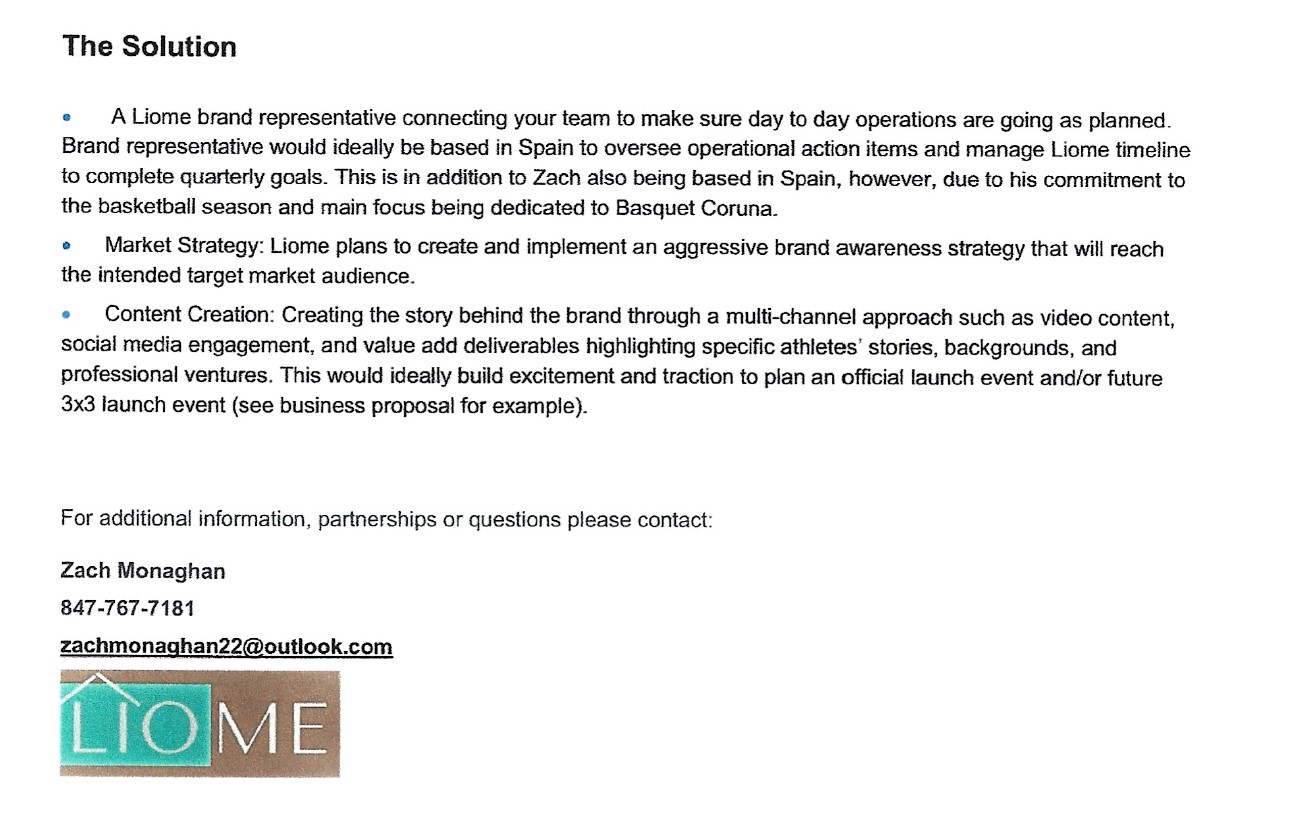 The Solution
• A Liome brand representative connecting your team to make sure day to day operations are going as planned.
Brand representative would ideally be based in Spain to oversee operational action items and manage Liome timeline
to complete quarterly goals. This is in addition to Zach also being based in Spain, however, due to his commitment to
the basketball season and main focus being dedicated to Basquet Coruna.
• Market Strategy: Liome plans to create and implement an aggressive brand awareness strategy that will reach
the intended target market audience.
• Content Creation: Creating the story behind the brand through a multi-channel approach such as video content,
social media engagement, and value add deliverables highlighting specific athletes' stories, backgrounds, and
professional ventures. This would ideally build excitement and traction to plan an official launch event and/or future
3x3 launch event (see business proposal for example).
For additional information, partnerships or questions please contact:
Zach Monaghan
847-767-7181
zachmonaghan22@outlook.com
LIOME